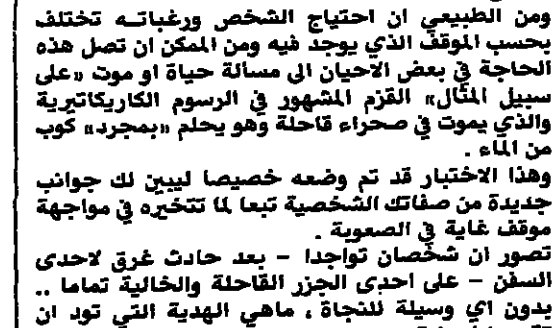 ومن الطبيعي ان احتياج الشخص ورغباته تختلف
بحسب الموقف الذي يوجد فيه ومن الممكن ان تصل هذه
الحاجة في بعض الاحيان الى مسألة حياة او موت «على
سبيل المثال» القزم المشهور في الرسوم الكاريكاتيرية
والذي يموت في صحراء قاحلة وهو يحلم «بمجرد» كوب
من الماء .
وهذا الاختبار قد تم وضعه خصيصا ليبين لك جوانب
جديدة من صفاتك الشخصية تبعا لما تتخيره في مواجهة
موقف غاية في الصعوبة .
تصور ان شخصان تواجدا – بعد حادث غرق لاحدى
السفن – على احدى الجزر القاحلة والخالية تماما ..
بدون اي وسيلة للنجاة ، ماهي الهدية التي تود ان